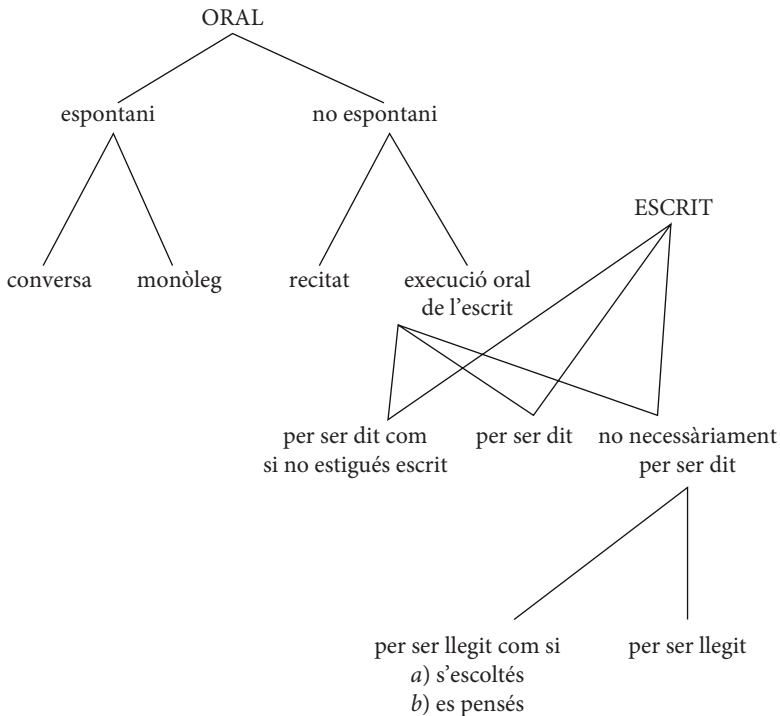 ORAL
espontani
no espontani
ESCRIT
conversa
monòleg
recitat
execució oral
de l'escrit
per ser dit com
si no estigués escrit
per ser dit
no necessàriament
per ser dit
per ser llegit com si
a) s'escoltés
b) es pensés
per ser llegit